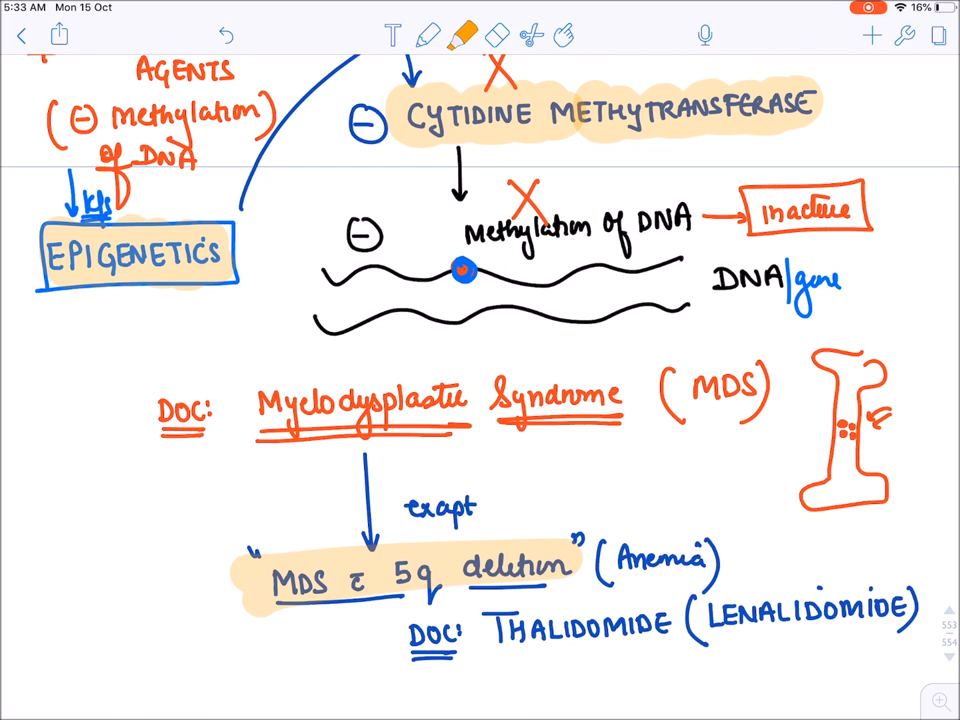 5:33 AM Mon 15 Oct
16%
T
AGENTS
(⊖ Methylation)
of DNA
k/s
EPIGENETICS
⊖ CYTIDINE METHYTRANSFERASE
⊖ Methylation of DNA → inactive
DNA/gene
DOC: Myelodysplastic Syndrome (MDS)
exapt
"MDS c̄ 5q deletion" (Anemia)
DOC: THALIDOMIDE (LENALIDOMIDE)
553
554